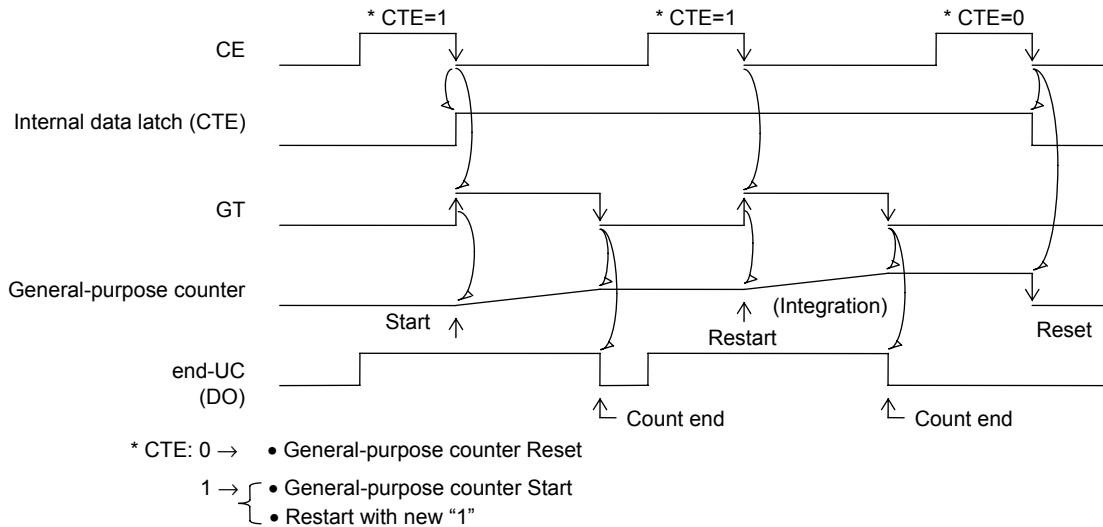 * CTE=1 * CTE=1 * CTE=0
CE
Internal data latch (CTE)
GT
General-purpose counter
Start
Restart
(Integration)
Reset
end-UC
(DO)
Count end Count end
* CTE: 0 → • General-purpose counter Reset
1 → • General-purpose counter Start
• Restart with new “1”